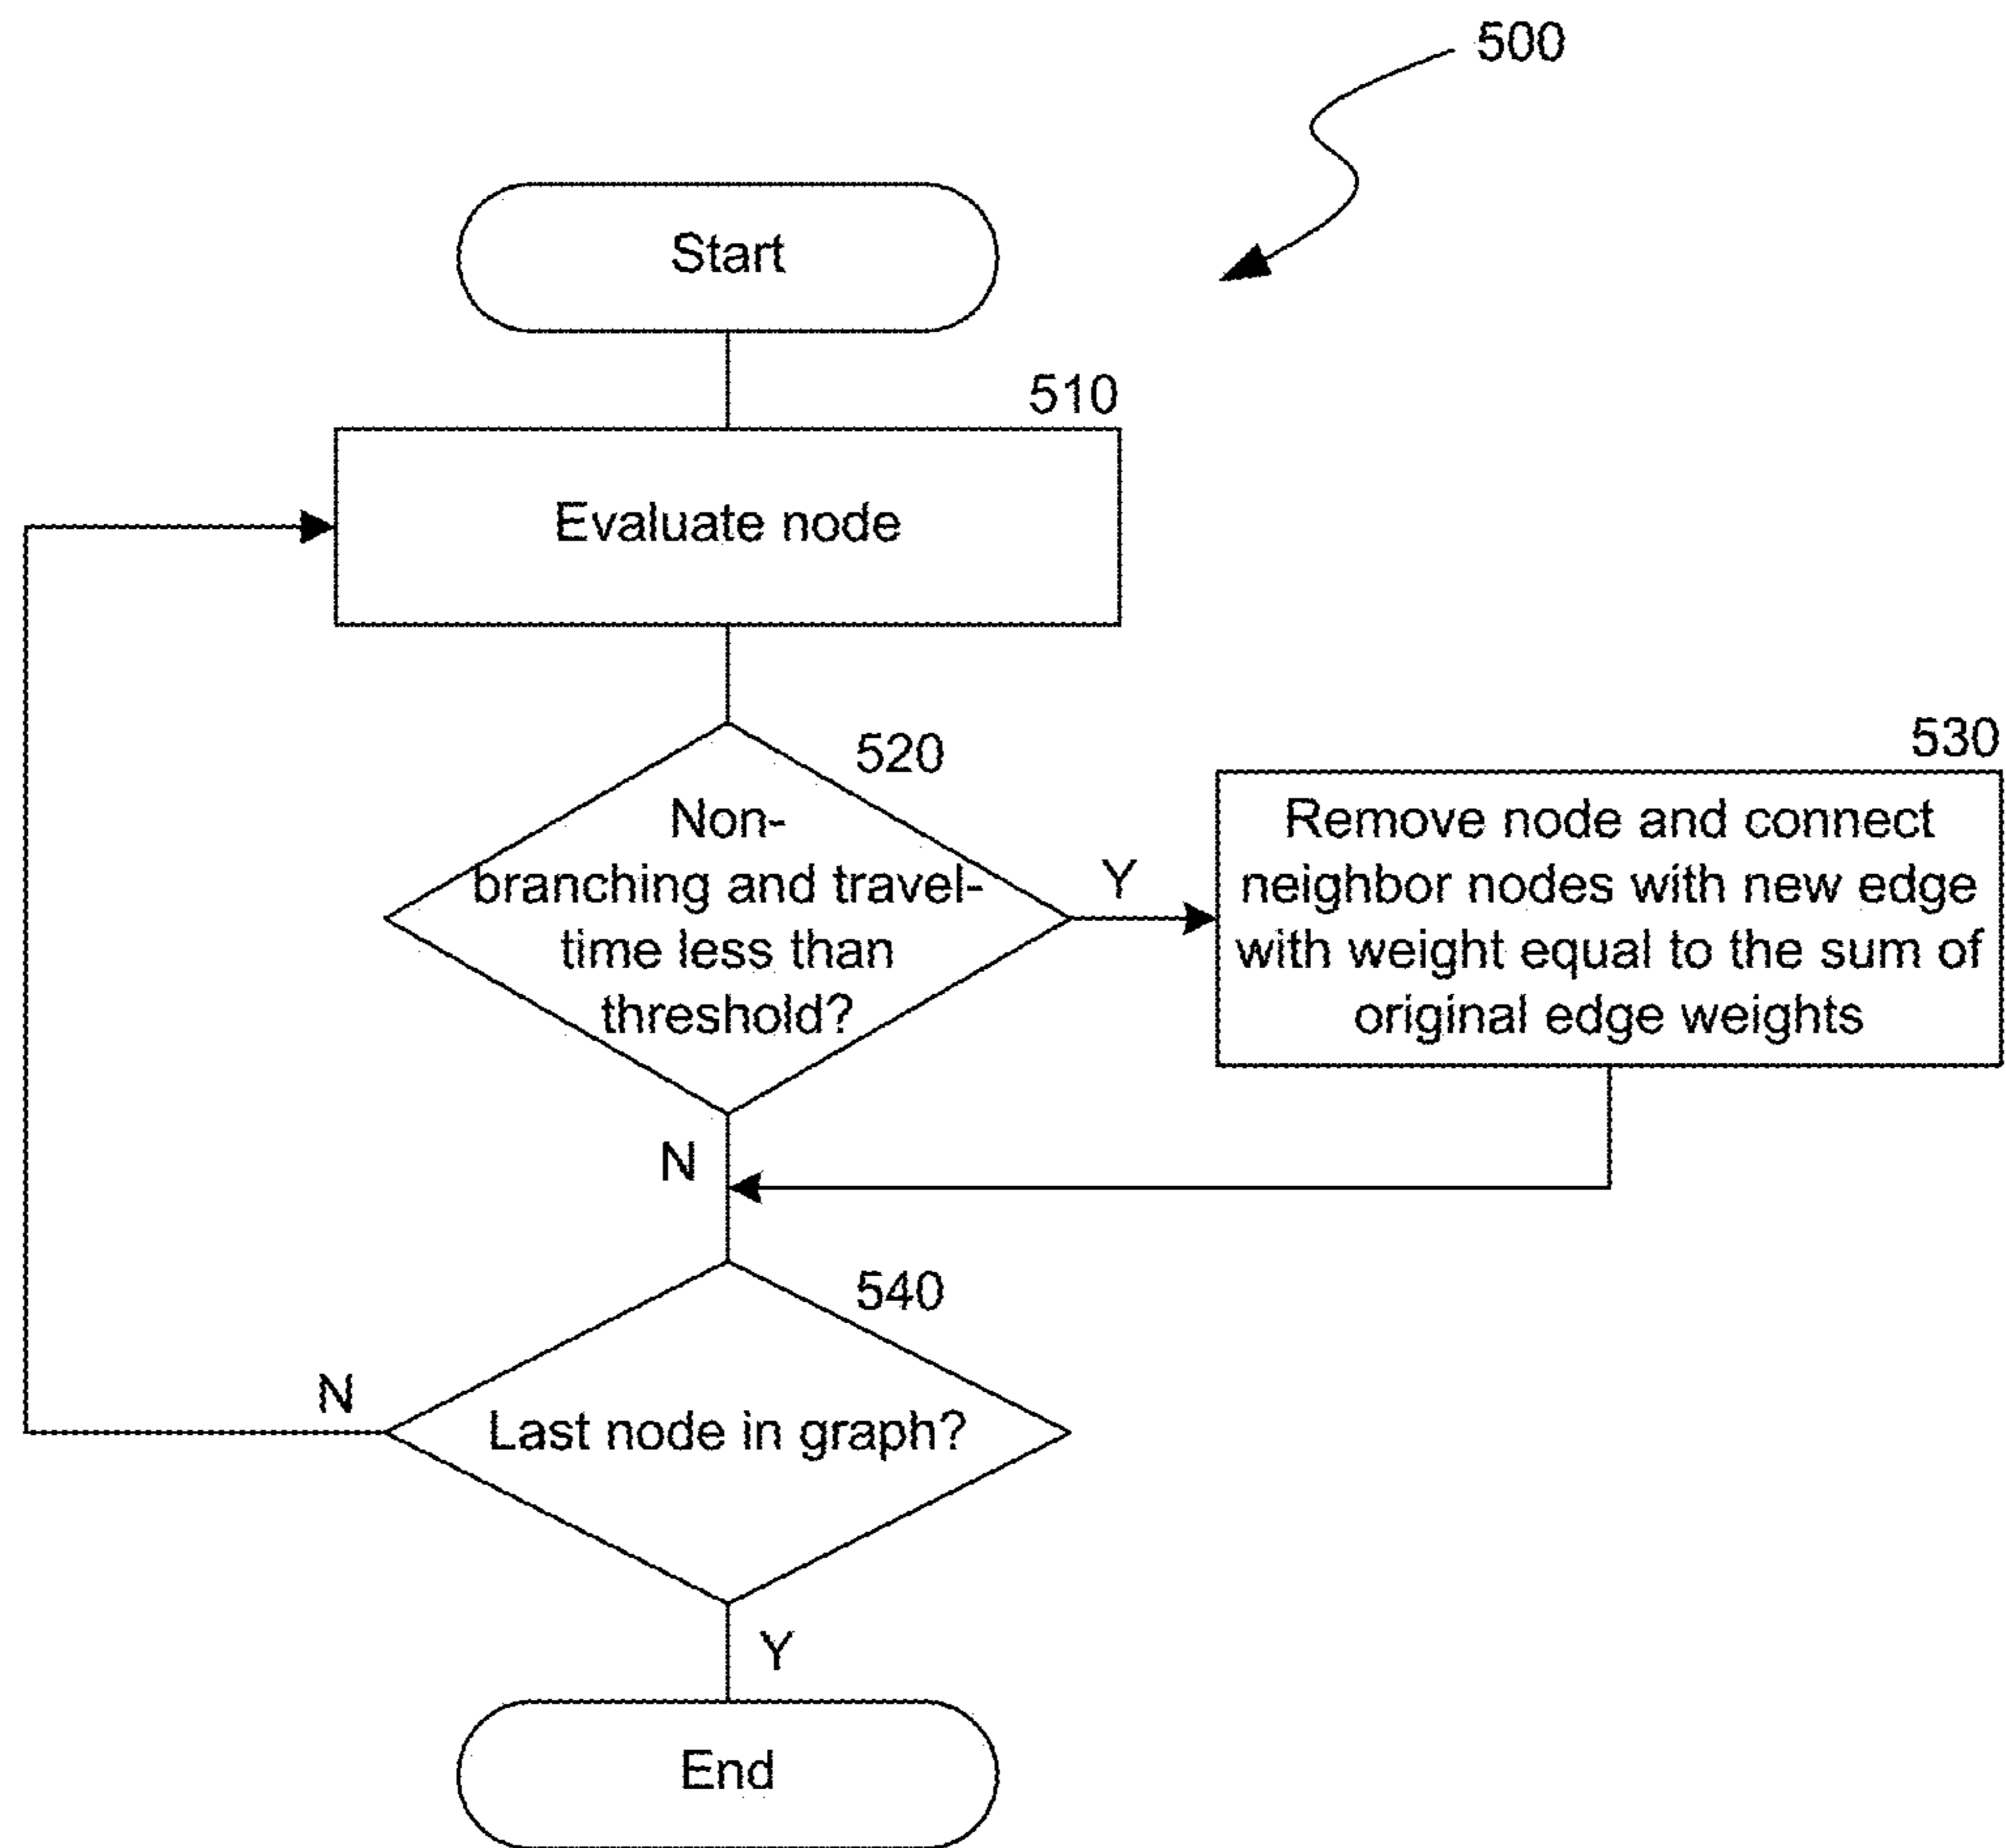 500
Start
510
Evaluate node
520
Non-
branching and travel-
time less than
threshold?
Y
530
Remove node and connect
neighbor nodes with new edge
with weight equal to the sum of
original edge weights
N
540
N
Last node in graph?
Y
End